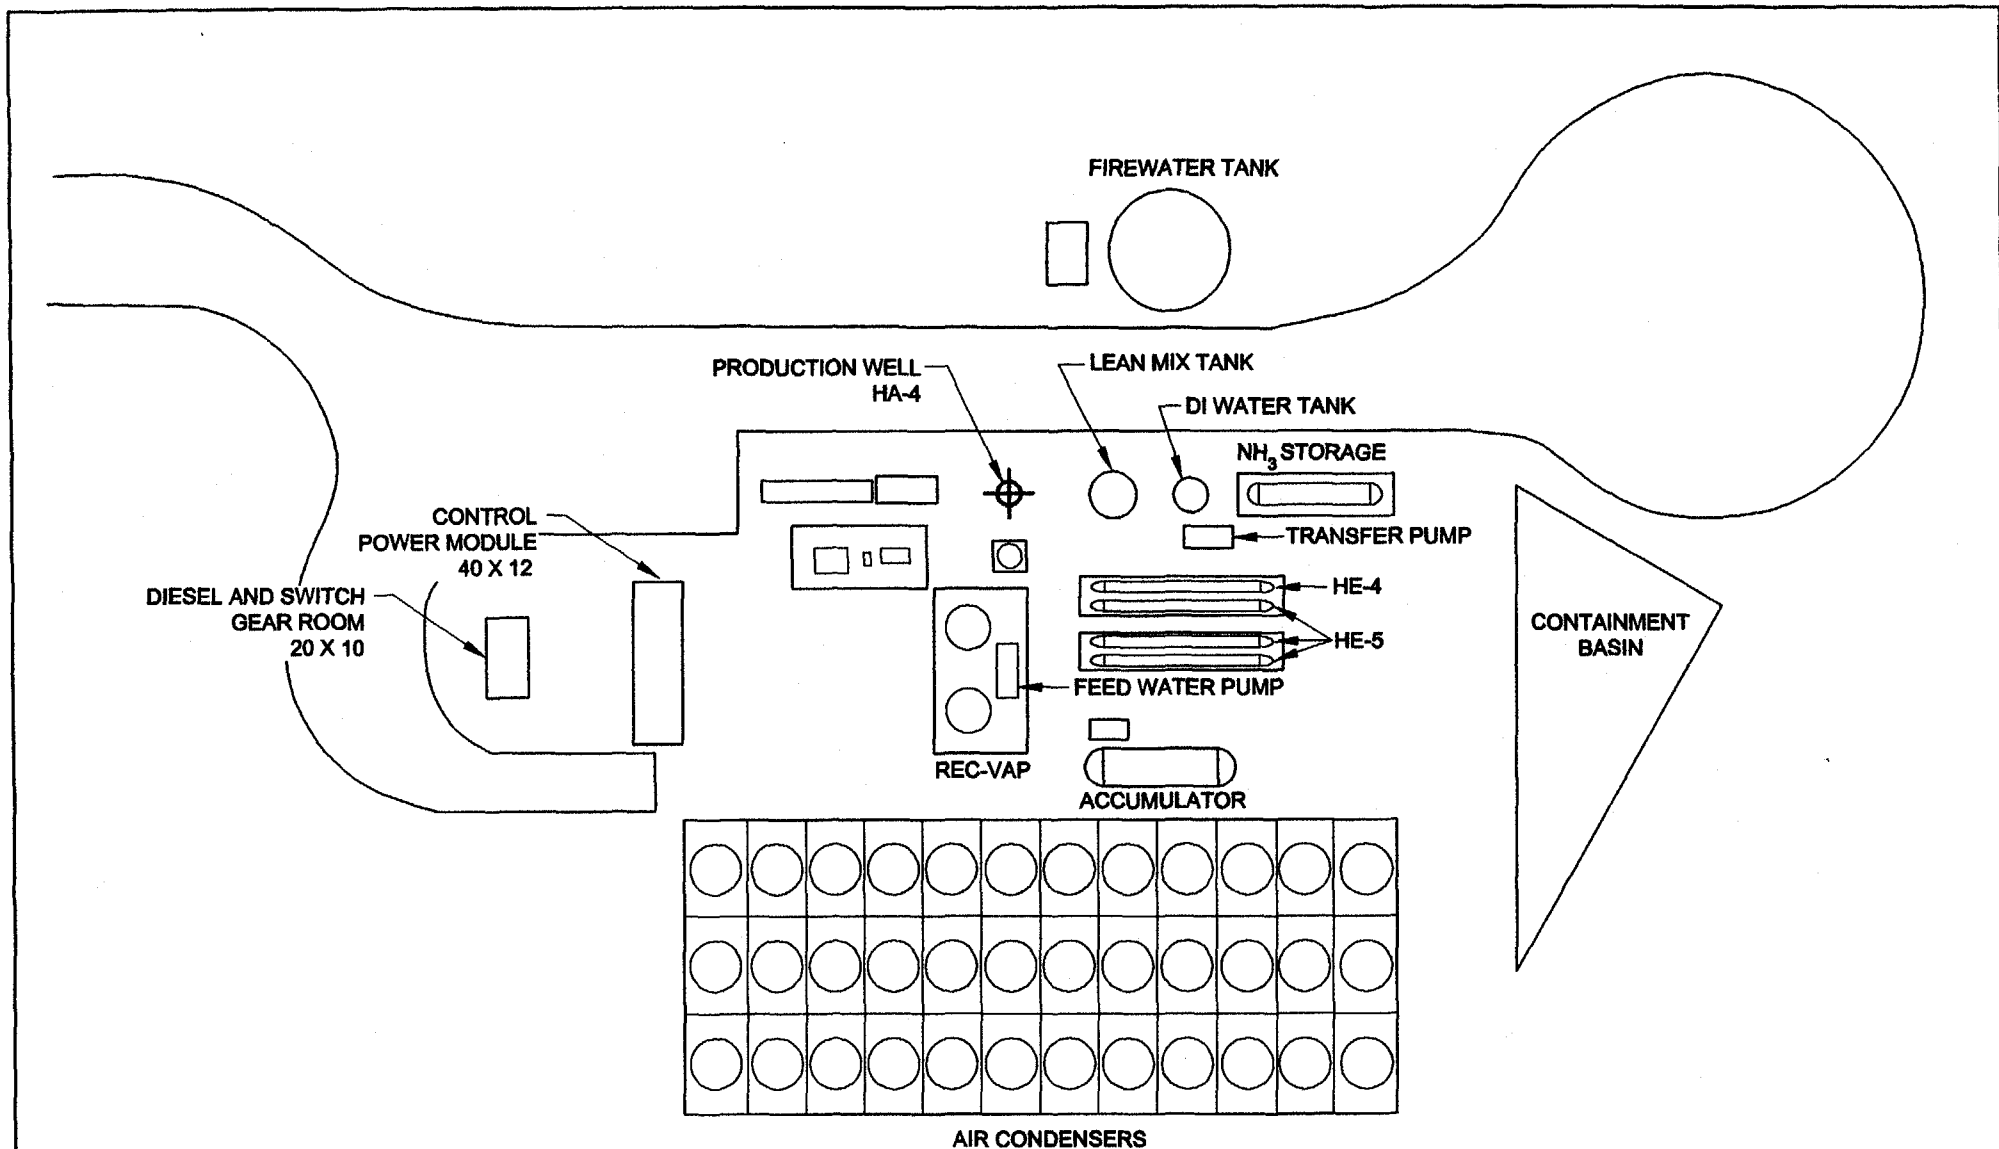 FIREWATER TANK
PRODUCTION WELL
HA-4
LEAN MIX TANK
DI WATER TANK
NH3 STORAGE
CONTROL
POWER MODULE
40 X 12
TRANSFER PUMP
DIESEL AND SWITCH
GEAR ROOM
20 X 10
HE-4
HE-5
CONTAINMENT
BASIN
FEED WATER PUMP
REC-VAP
ACCUMULATOR
AIR CONDENSERS